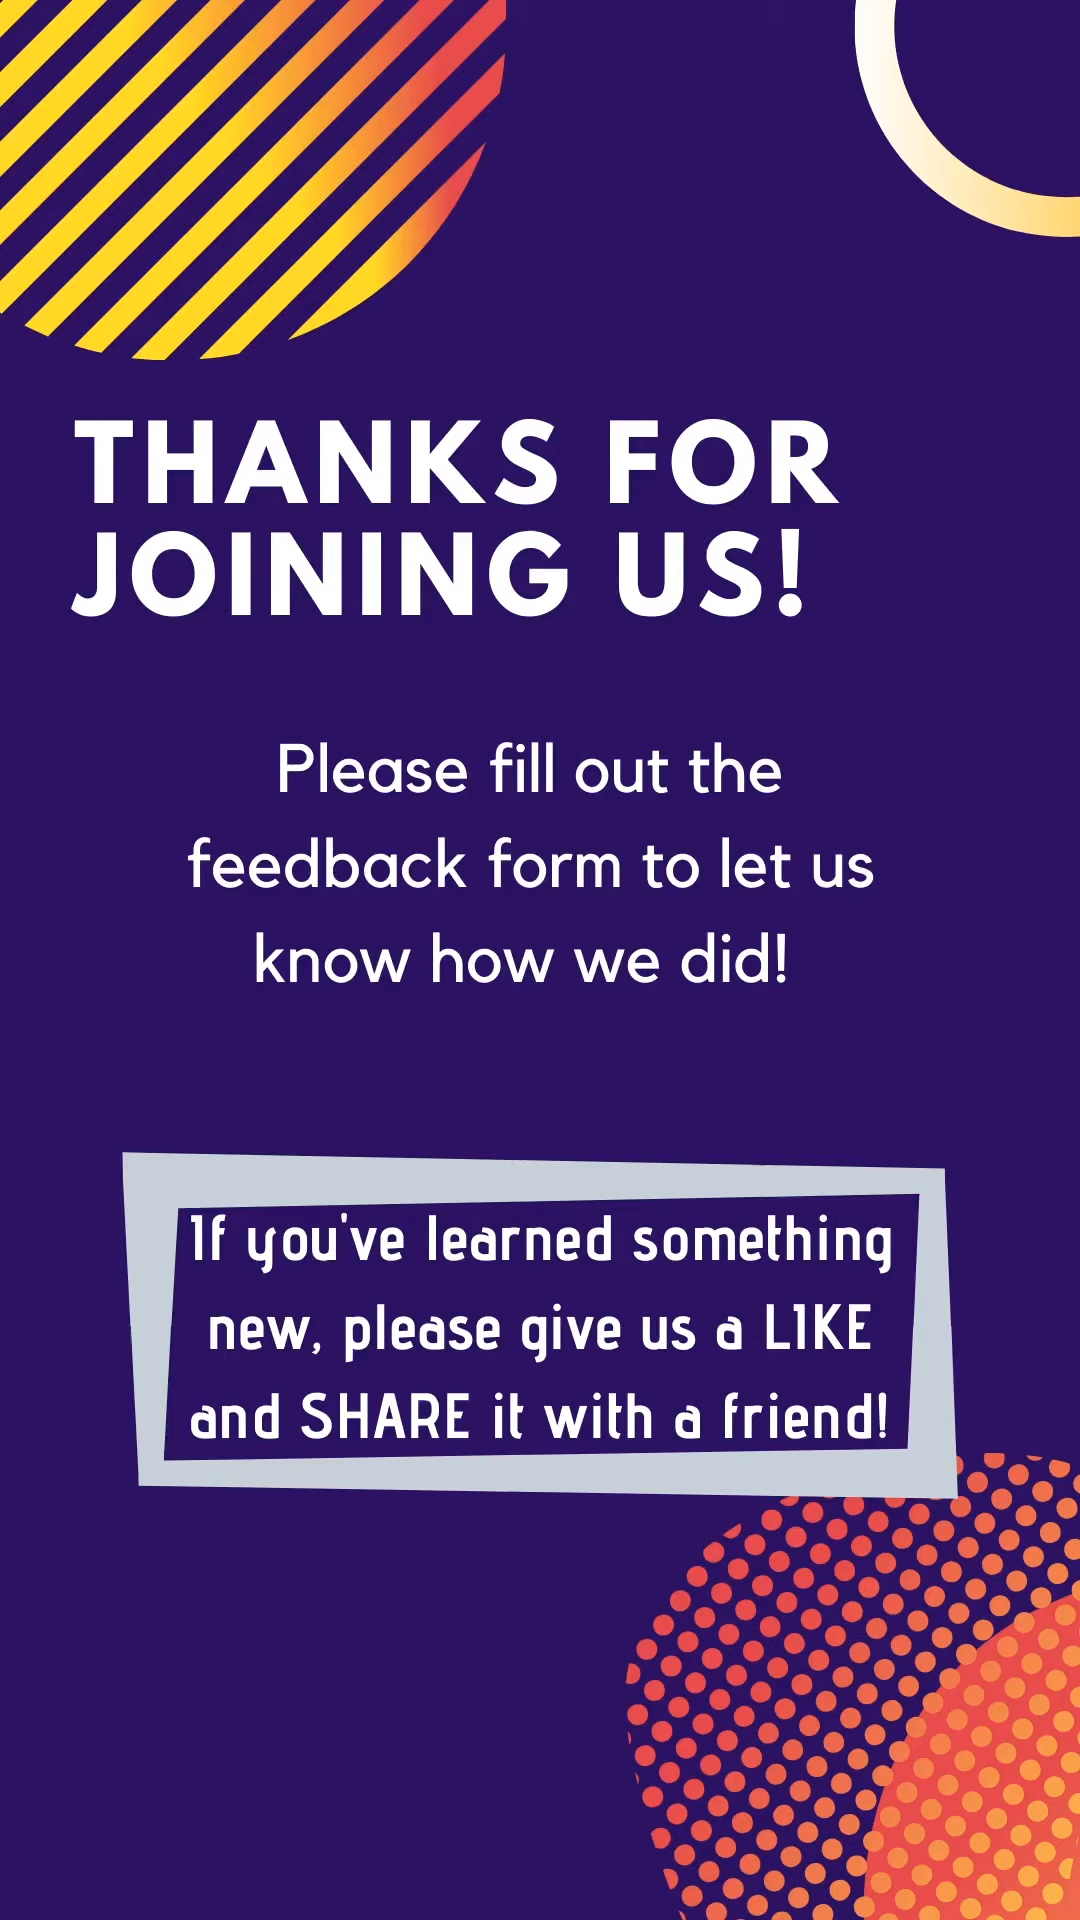 THANKS FOR
JOINING US!
Please fill out the
feedback form to let us
know how we did!
If you've learned something
new, please give us a LIKE
and SHARE it with a friend!